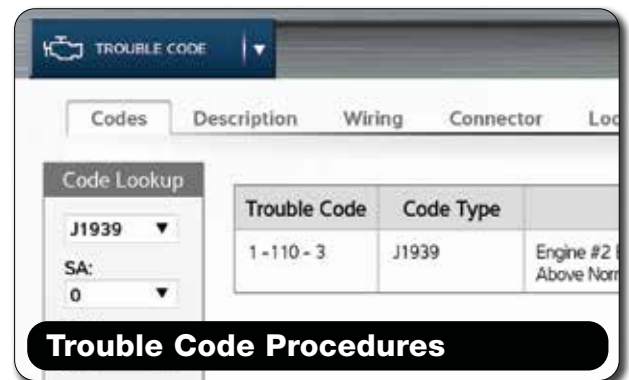 TROUBLE CODE
Codes Description Wiring Connector
Code Lookup
J1939
SA:
0
Trouble Code Code Type
1 - 110 - 3 J1939 Engine #2
Above
Trouble Code Procedures